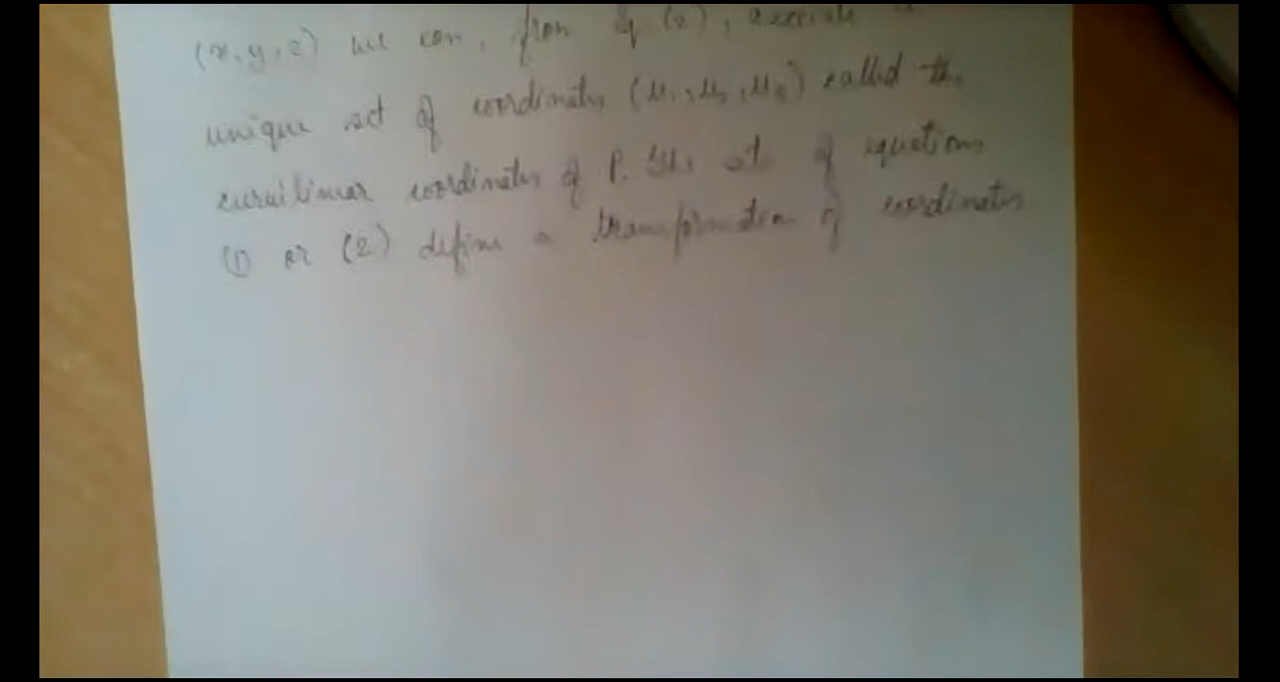 (x, y, z) we can, from eq (2), associate a
unique set of coordinates (u₁, u₂, u₃) called the
curvilinear coordinates of P. The set of equations
(1) or (2) define a transformation of coordinates